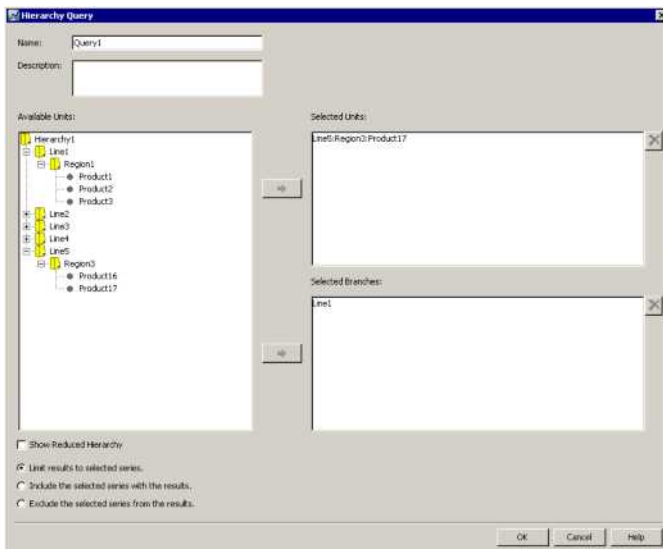 Hierarchy Query
Name: Query1
Description:
Available Units:
Hierarchy1
Line1
Region1
Product1
Product2
Product3
Line2
Line3
Line4
Line5
Region3
Product16
Product17
Selected Units:
Line5:Region3:Product17
Selected Branches:
Line1
Show Reduced Hierarchy
Limit results to selected series.
Include the selected series with the results.
Exclude the selected series from the results.
OK Cancel Help